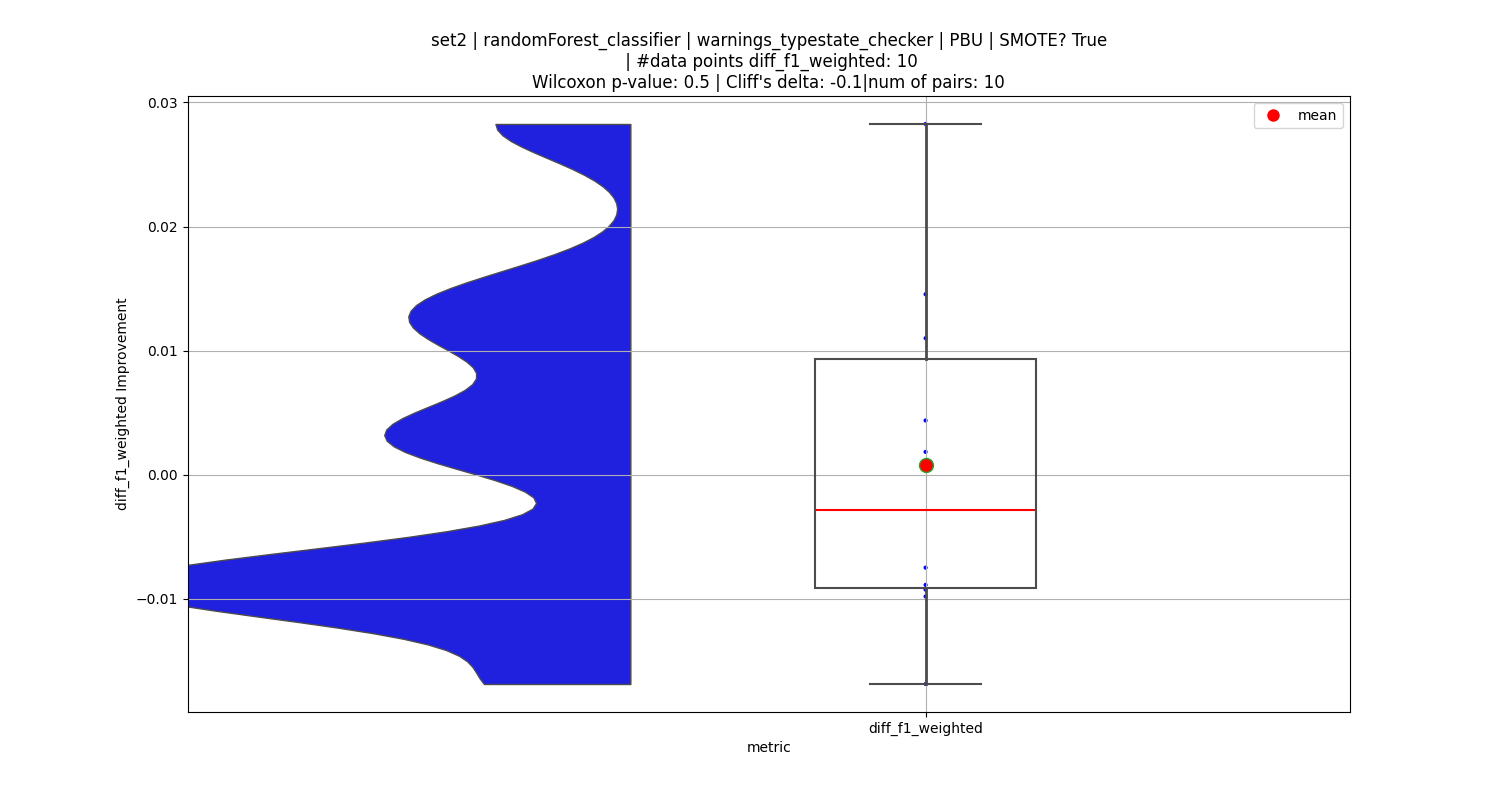 set2 | randomForest_classifier | warnings_typestate_checker | PBU | SMOTE? True
| #data points diff_f1_weighted: 10
Wilcoxon p-value: 0.5 | Cliff's delta: -0.1|num of pairs: 10
mean
0.03
0.02
0.01
0.00
−0.01
diff_f1_weighted Improvement
diff_f1_weighted
metric